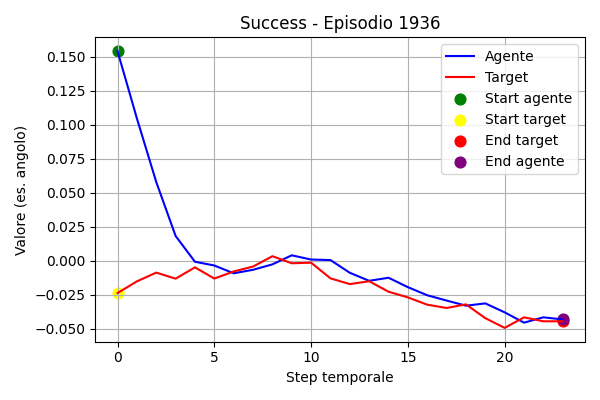 Success - Episodio 1936
Valore (es. angolo)
0.150
0.125
0.100
0.075
0.050
0.025
0.000
−0.025
−0.050
Agente
Target
Start agente
Start target
End target
End agente
0 5 10 15 20
Step temporale